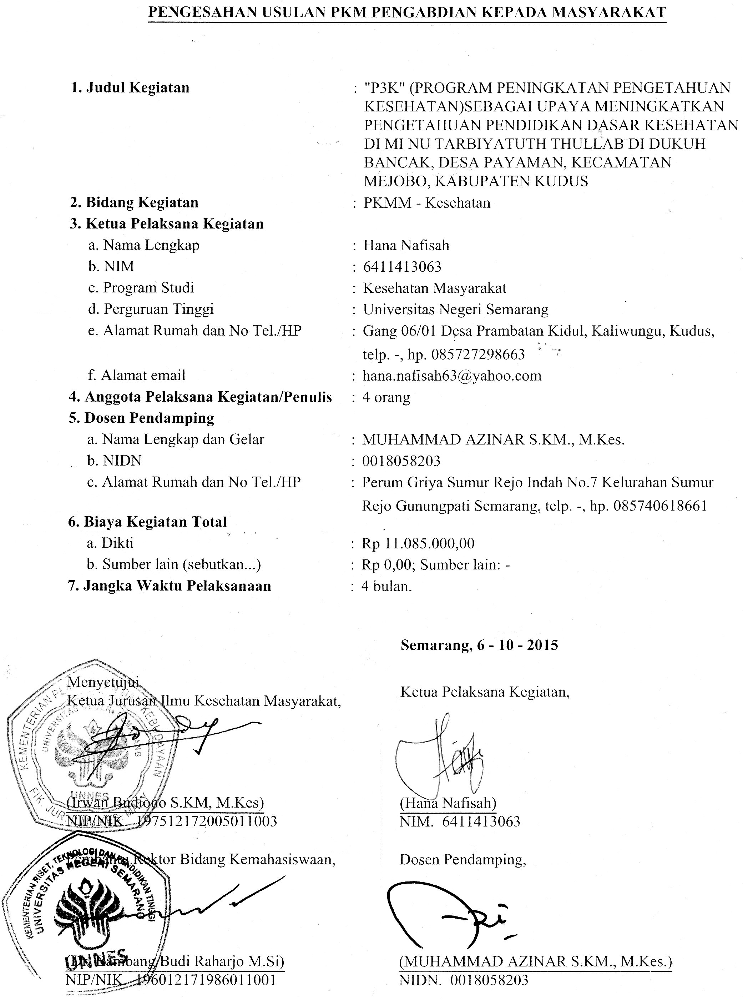 PENGESAHAN USULAN PKM PENGABDIAN KEPADA MASYARAKAT
1. Judul Kegiatan : "P3K" (PROGRAM PENINGKATAN PENGETAHUAN
KESEHATAN)SEBAGAI UPAYA MENINGKATKAN
PENGETAHUAN PENDIDIKAN DASAR KESEHATAN
DI MI NU TARBIYATUTH THULLAB DI DUKUH
BANCAK, DESA PAYAMAN, KECAMATAN
MEJOBO, KABUPATEN KUDUS
2. Bidang Kegiatan : PKMM - Kesehatan
3. Ketua Pelaksana Kegiatan
a. Nama Lengkap : Hana Nafisah
b. NIM : 6411413063
c. Program Studi : Kesehatan Masyarakat
d. Perguruan Tinggi : Universitas Negeri Semarang
e. Alamat Rumah dan No Tel./HP : Gang 06/01 Desa Prambatan Kidul, Kaliwungu, Kudus,
telp. -, hp. 085727298663
f. Alamat email : hana.nafisah63@yahoo.com
4. Anggota Pelaksana Kegiatan/Penulis : 4 orang
5. Dosen Pendamping
a. Nama Lengkap dan Gelar : MUHAMMAD AZINAR S.KM., M.Kes.
b. NIDN : 0018058203
c. Alamat Rumah dan No Tel./HP : Perum Griya Sumur Rejo Indah No.7 Kelurahan Sumur
Rejo Gunungpati Semarang, telp. -, hp. 085740618661
6. Biaya Kegiatan Total
a. Dikti : Rp 11.085.000,00
b. Sumber lain (sebutkan...) : Rp 0,00; Sumber lain: -
7. Jangka Waktu Pelaksanaan : 4 bulan.
Semarang, 6 - 10 - 2015
Menyetujui
Ketua Jurusan Ilmu Kesehatan Masyarakat,
Ketua Pelaksana Kegiatan,
KEMENTERIAN DAN KEBUDAYAAN
UNIVERSITAS NEGERI SEMARANG
UNNES
FIK. JUR.
(Irwan Budiono S.KM, M.Kes)
NIP/NIK. 197512172005011003
(Hana Nafisah)
NIM. 6411413063
Pembantu Rektor Bidang Kemahasiswaan,
Dosen Pendamping,
KEMENTERIAN RISET, TEKNOLOGI DAN PENDIDIKAN TINGGI
UNIVERSITAS NEGERI SEMARANG
UNNES
(Dr. Bambang Budi Raharjo M.Si)
NIP/NIK. 196012171986011001
(MUHAMMAD AZINAR S.KM., M.Kes.)
NIDN. 0018058203